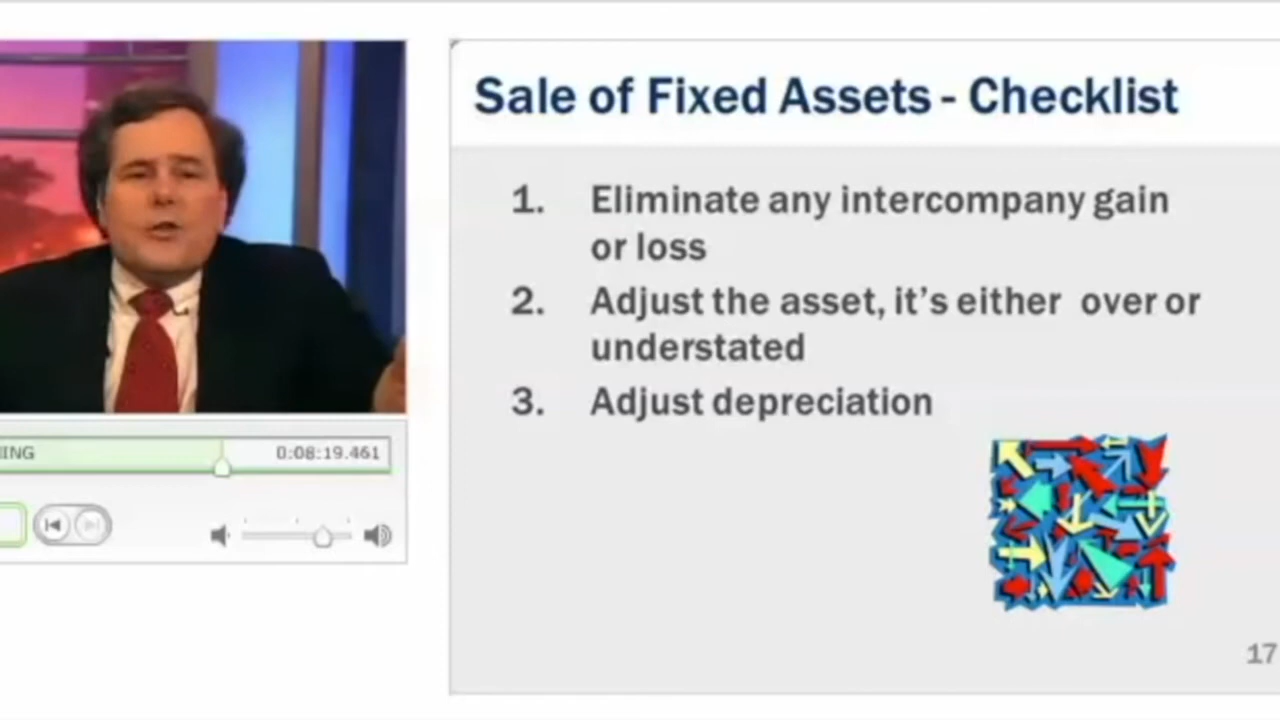 Sale of Fixed Assets - Checklist
1. Eliminate any intercompany gain
or loss
2. Adjust the asset, it's either over or
understated
3. Adjust depreciation
ING 0:08:19.461
17